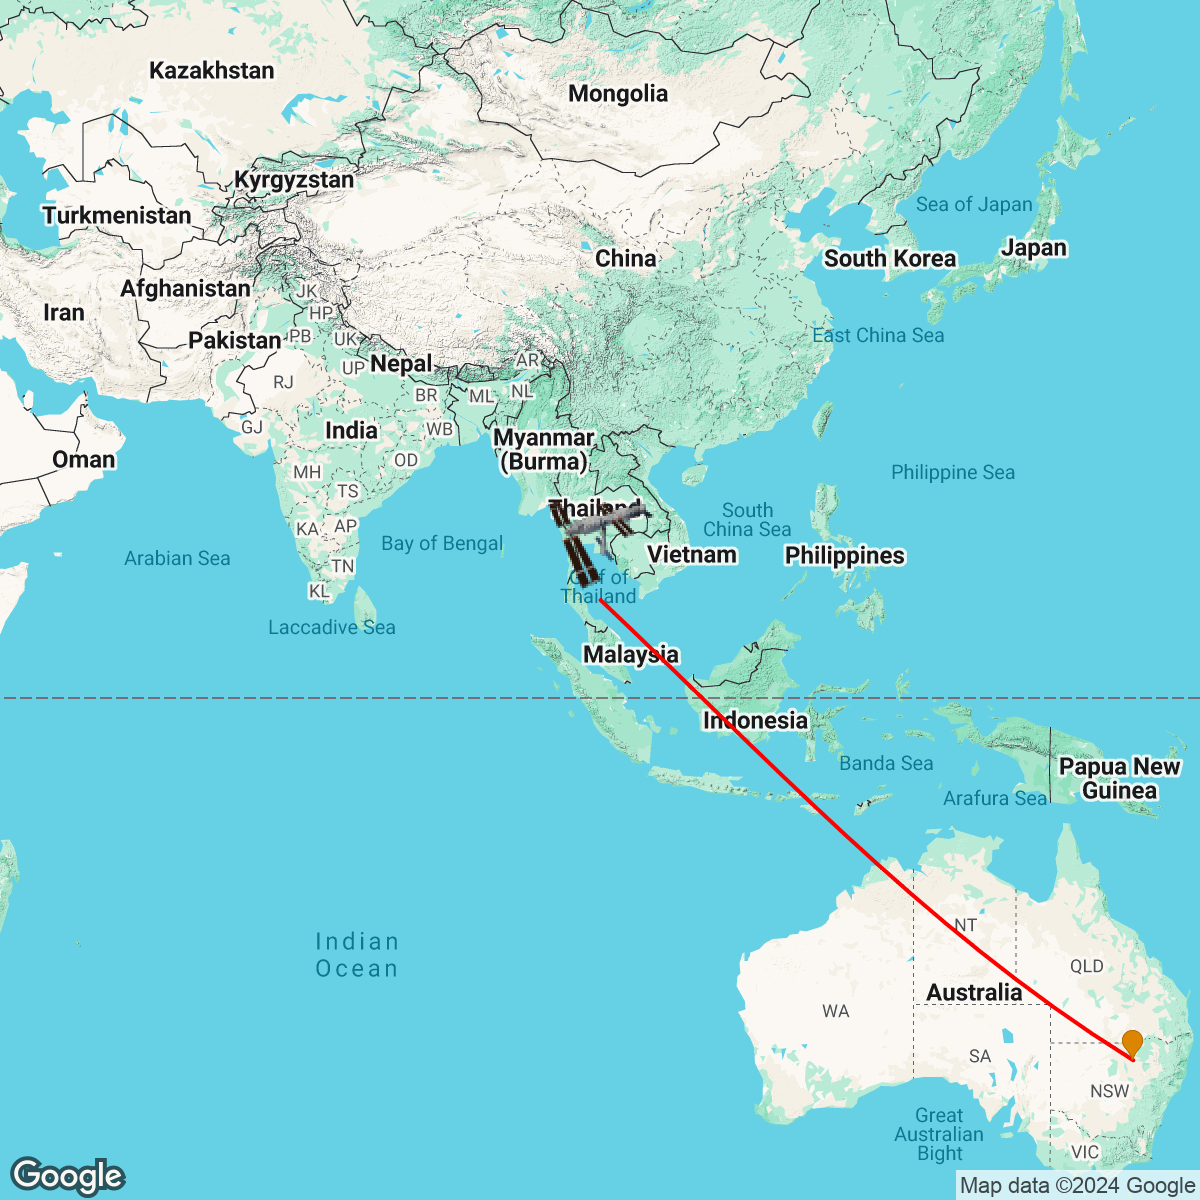 Kazakhstan
Mongolia
Kyrgyzstan
Sea of Japan
Turkmenistan
Japan
China
South Korea
Afghanistan
JK
Iran
HP
East China Sea
Pakistan
PB
UK
Nepal
AR
UP
RJ
BR
ML
NL
GJ
India
WB
Myanmar
(Burma)
Oman
OD
MH
Philippine Sea
TS
Thailand
South
China Sea
KA
AP
Bay of Bengal
Arabian Sea
Vietnam
Philippines
TN
Gulf of
Thailand
KL
Laccadive Sea
Malaysia
Indonesia
Banda Sea
Papua New
Guinea
Arafura Sea
NT
Indian
Ocean
QLD
Australia
WA
SA
NSW
Great
Australian
Bight
VIC
Google
Map data ©2024 Google